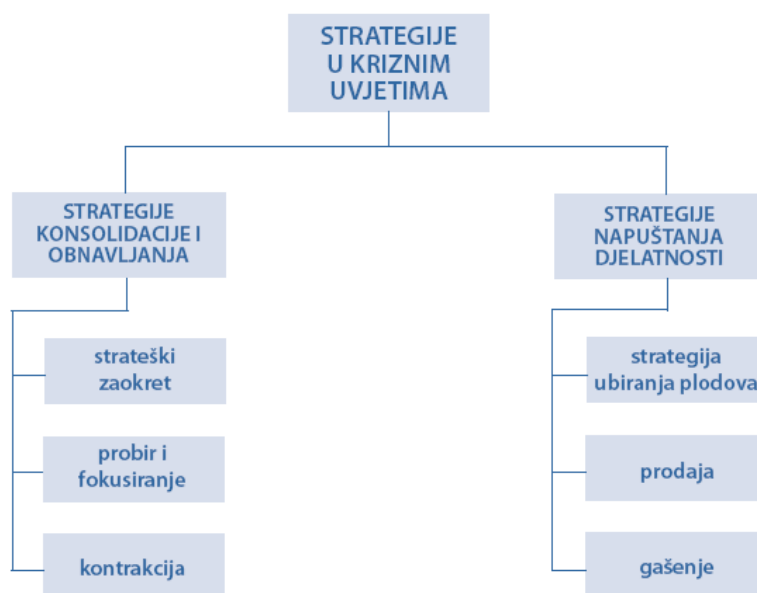 STRATEGIJE
U KRIZNIM
UVJETIMA
STRATEGIJE
KONSOLIDACIJE I
OBNAVLJANJA
strateški
zaokret
probir i
fokusiranje
kontrakcija
STRATEGIJE
NAPUŠTANJA
DJELATNOSTI
strategija
ubiranja plodova
prodaja
gašenje